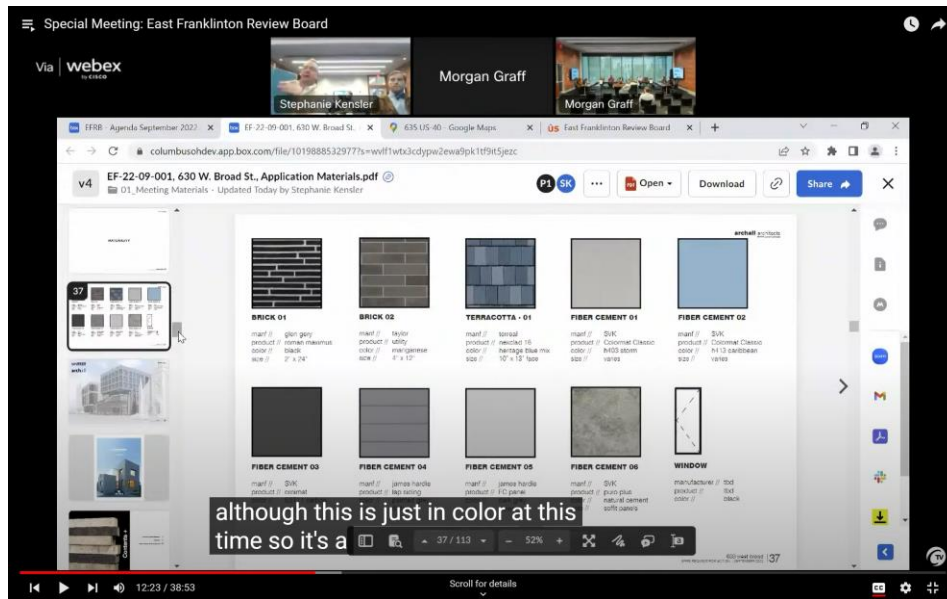 Special Meeting: East Franklinton Review Board
Via webex
by CISCO
Morgan Graff
Stephanie Kensler
Morgan Graff
EFRB - Agenda September 2022
EF-22-09-001, 630 W. Broad St.
635 US-40 - Google Maps
East Franklinton Review Board
columbusohdev.app.box.com/file/1019888532977?s=wvlf1wtx3cdypw2ewa9pk1tf9it5jezc
v4
EF-22-09-001, 630 W. Broad St., Application Materials.pdf
01_Meeting Materials - Updated Today by Stephanie Kensler
P1 SK
Open
Download
Share
MATERIALITY
37
archall architects
BRICK 01
manf // glen gery
product // roman maximus
color // black
size // 2" x 24"
BRICK 02
manf // taylor
product // utility
color // manganese
size // 4" x 12"
TERRACOTTA - 01
manf // tonsal
color // heritage blue mix
size // 10" x 13" face
FIBER CEMENT 01
manf // SVK
product // Colormat Classic
color // h403 storm
size // varies
FIBER CEMENT 02
manf // SVK
product // Colormat Classic
color // h413 caribbean
size // varies
FIBER CEMENT 03
manf // SVK
FIBER CEMENT 04
manf // james hardie
product // lap siding
FIBER CEMENT 05
manf // james hardie
product // FC panel
FIBER CEMENT 06
manf // SVK
product // puro plus
natural cement
soffit panels
WINDOW
manufacturer // tbd
product // tbd
color // black
although this is just in color at this
time so it's a
37 / 113
52%
37
12:23 / 38:53
Scroll for details
CC